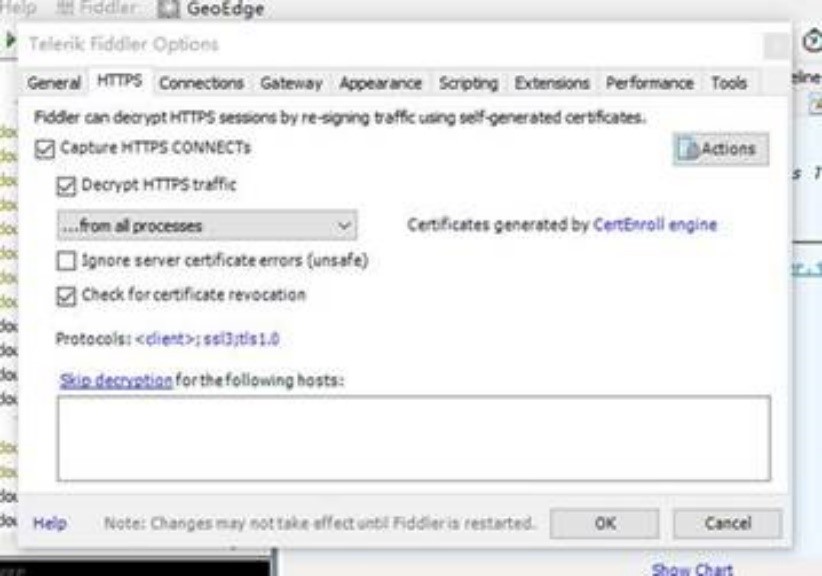 Help Fiddler GeoEdge
Telerik Fiddler Options
General HTTPS Connections Gateway Appearance Scripting Extensions Performance Tools
Fiddler can decrypt HTTPS sessions by re-signing traffic using self-generated certificates.
Capture HTTPS CONNECTs
Actions
Decrypt HTTPS traffic
...from all processes
Certificates generated by CertEnroll engine
Ignore server certificate errors (unsafe)
Check for certificate revocation
Protocols: <client>; ssl3;tls1.0
Skip decryption for the following hosts:
Help Note: Changes may not take effect until Fiddler is restarted. OK Cancel
Show Chart